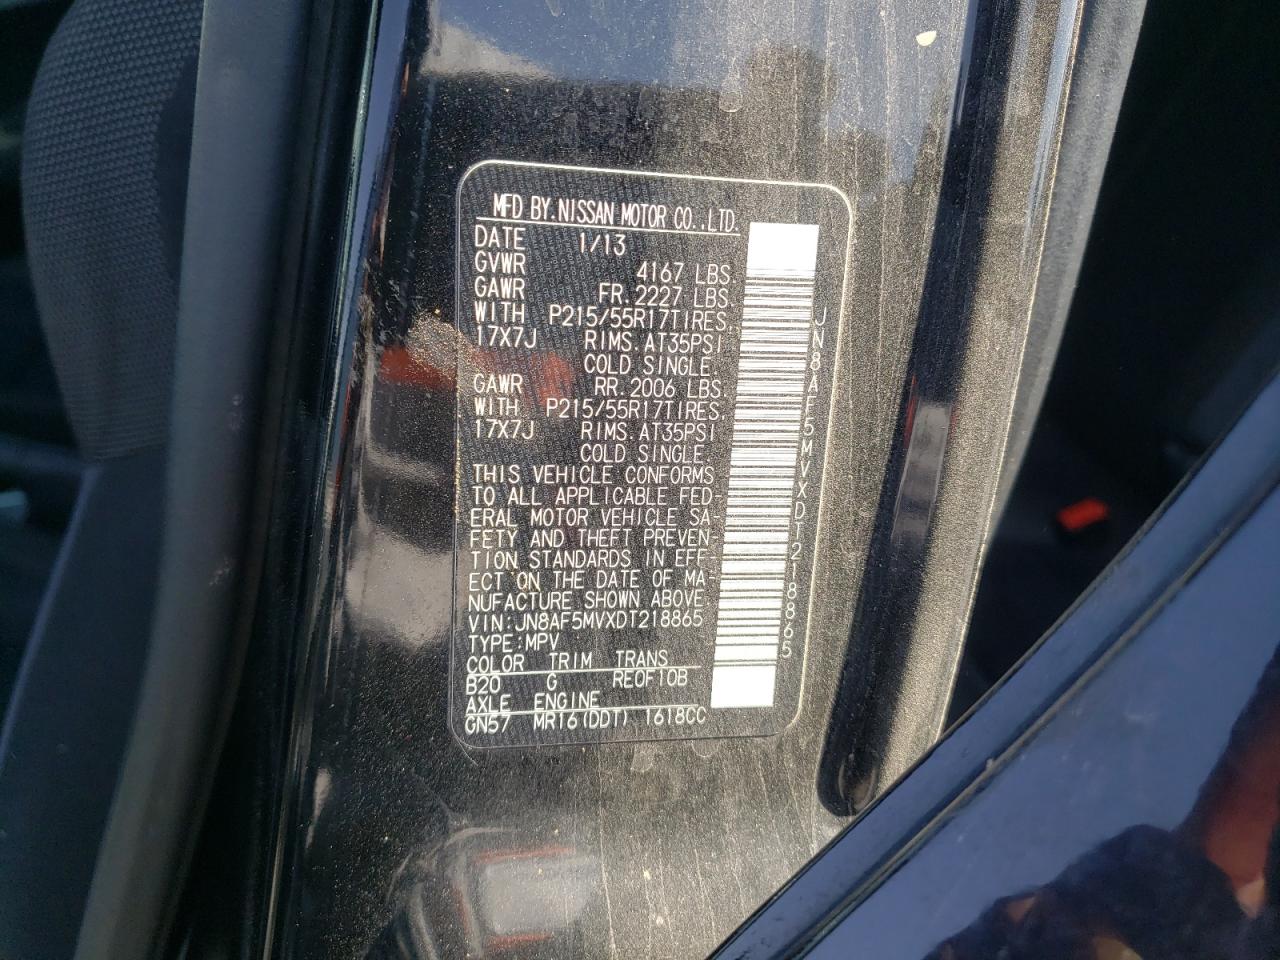 MFD BY. NISSAN MOTOR CO.,LTD.
DATE 1/13
GVWR 4167 LBS.
GAWR FR. 2227 LBS.
WITH P215/55R17TIRES,
17X7J RIMS. AT35PSI
COLD SINGLE.
GAWR RR. 2006 LBS.
WITH P215/55R17TIRES,
17X7J RIMS. AT35PSI
COLD SINGLE.
THIS VEHICLE CONFORMS
TO ALL APPLICABLE FED-
ERAL MOTOR VEHICLE SA-
FETY AND THEFT PREVEN-
TION STANDARDS IN EFF-
ECT ON THE DATE OF MA-
NUFACTURE SHOWN ABOVE.
VIN:JN8AF5MVXDT218865
TYPE:MPV
COLOR TRIM TRANS
B20 G REOF10B
AXLE ENGINE
GN57 MR16(DDT) 1618CC
JN8AF5MVXDT218865